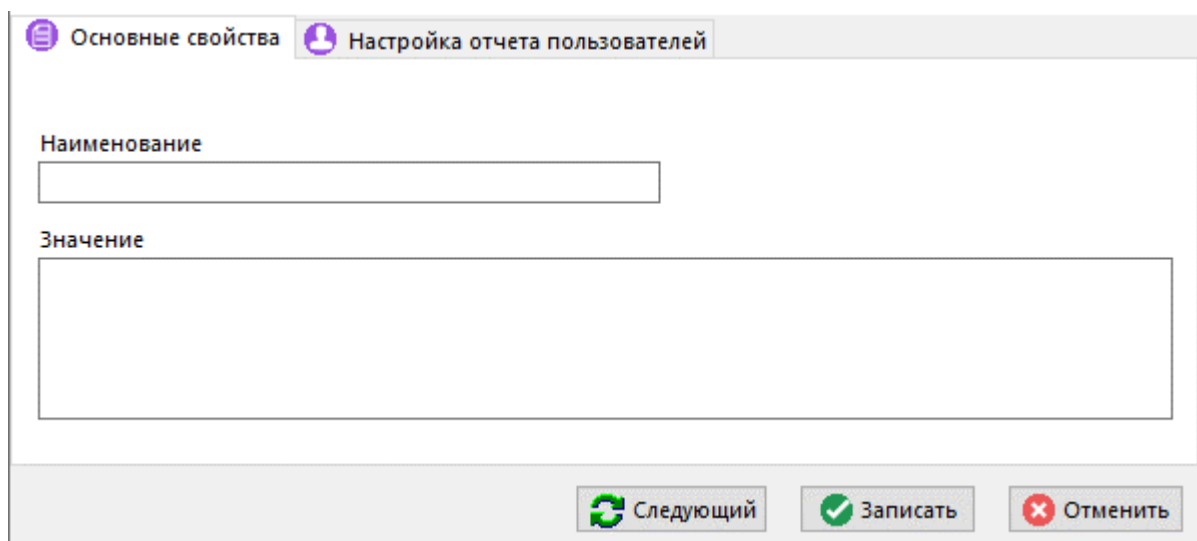 Основные свойства
Настройка отчета пользователей
Наименование
Значение
Следующий
Записать
Отменить